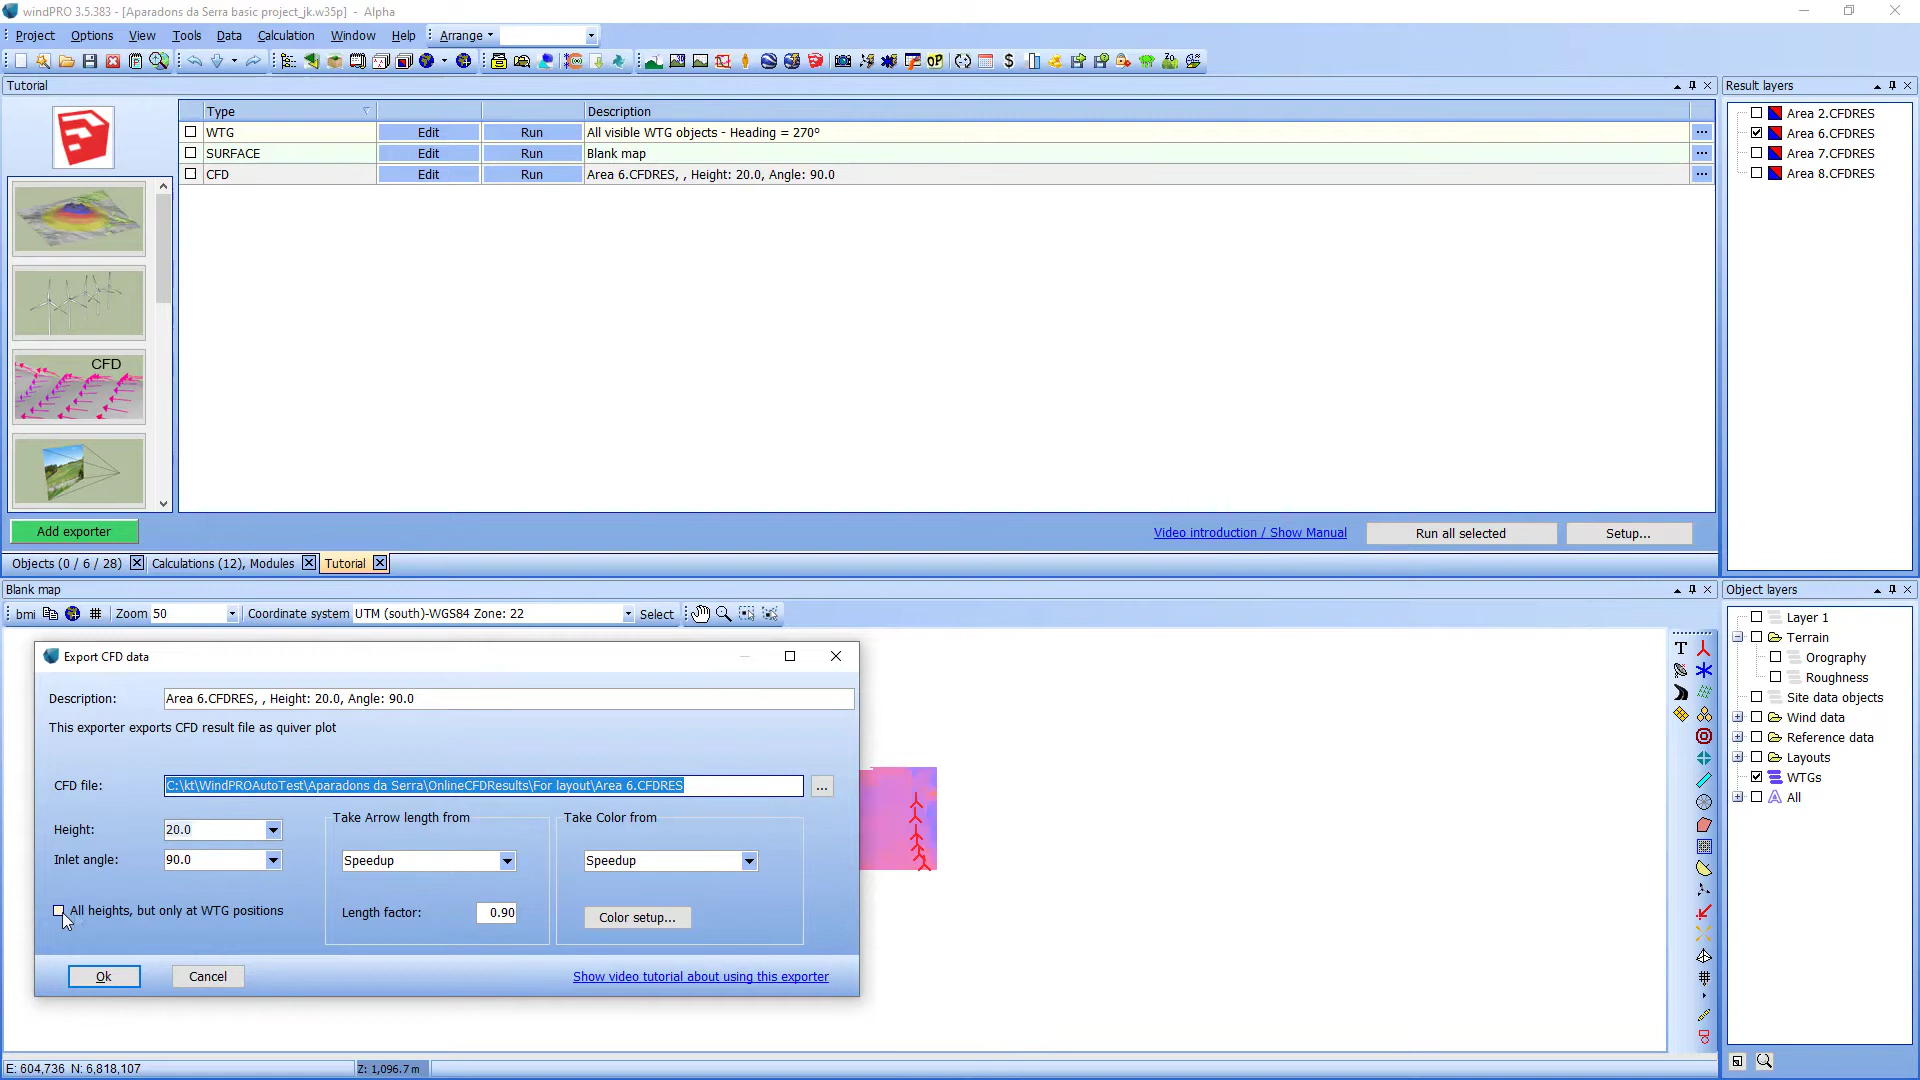 windPRO 3.5.383 - [Aparadons da Serra basic project_jk.w35p] - Alpha
Project Options View Tools Data Calculation Window Help Arrange
Tutorial
Result layers
Type Description
WTG Edit Run All visible WTG objects - Heading = 270º ...
SURFACE Edit Run Blank map ...
CFD Edit Run Area 6.CFDRES, , Height: 20.0, Angle: 90.0 ...
Area 2.CFDRES
Area 6.CFDRES
Area 7.CFDRES
Area 8.CFDRES
CFD
Add exporter
Video introduction / Show Manual Run all selected Setup...
Objects (0 / 6 / 28) Calculations (12), Modules Tutorial
Blank map
Object layers
bmi Zoom 50 Coordinate system UTM (south)-WGS84 Zone: 22 Select
Layer 1
Terrain
Orography
Roughness
Site data objects
Wind data
Reference data
Layouts
WTGs
All
Export CFD data
Description: Area 6.CFDRES, , Height: 20.0, Angle: 90.0
This exporter exports CFD result file as quiver plot
CFD file: C:\kt\WindPROAutoTest\Aparadons da Serra\OnlineCFDResults\For layout\Area 6.CFDRES ...
Height: 20.0
Inlet angle: 90.0
All heights, but only at WTG positions
Take Arrow length from
Speedup
Length factor: 0.90
Take Color from
Speedup
Color setup...
Ok Cancel Show video tutorial about using this exporter
E: 604,736 N: 6,818,107 Z: 1,096.7 m